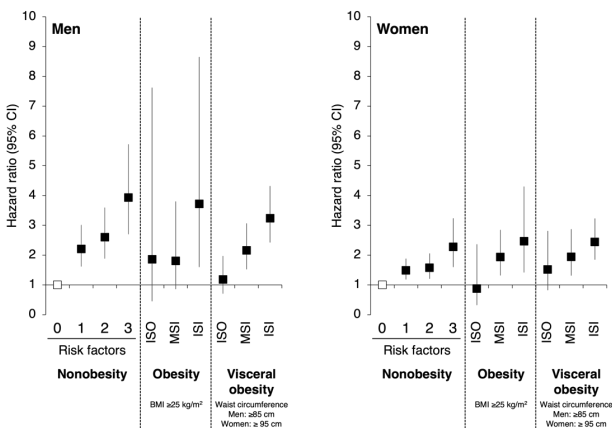 Men
Hazard ratio (95% CI)
10
9
8
7
6
5
4
3
2
1
0
0 1 2 3 ISO MSI ISI ISO MSI ISI
Risk factors
Nonobesity Obesity Visceral
obesity
BMI ≥25 kg/m² Waist circumference
Men: ≥85 cm
Women: ≥ 95 cm
Women
Hazard ratio (95% CI)
10
9
8
7
6
5
4
3
2
1
0
0 1 2 3 ISO MSI ISI ISO MSI ISI
Risk factors
Nonobesity Obesity Visceral
obesity
BMI ≥25 kg/m² Waist circumference
Men: ≥85 cm
Women: ≥ 95 cm